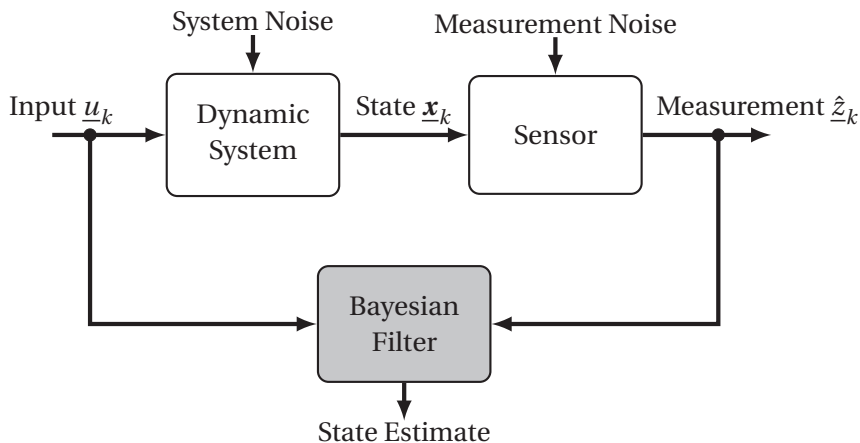 System Noise
Measurement Noise
Input u_k
Dynamic
System
State x_k
Sensor
Measurement ẑ_k
Bayesian
Filter
State Estimate